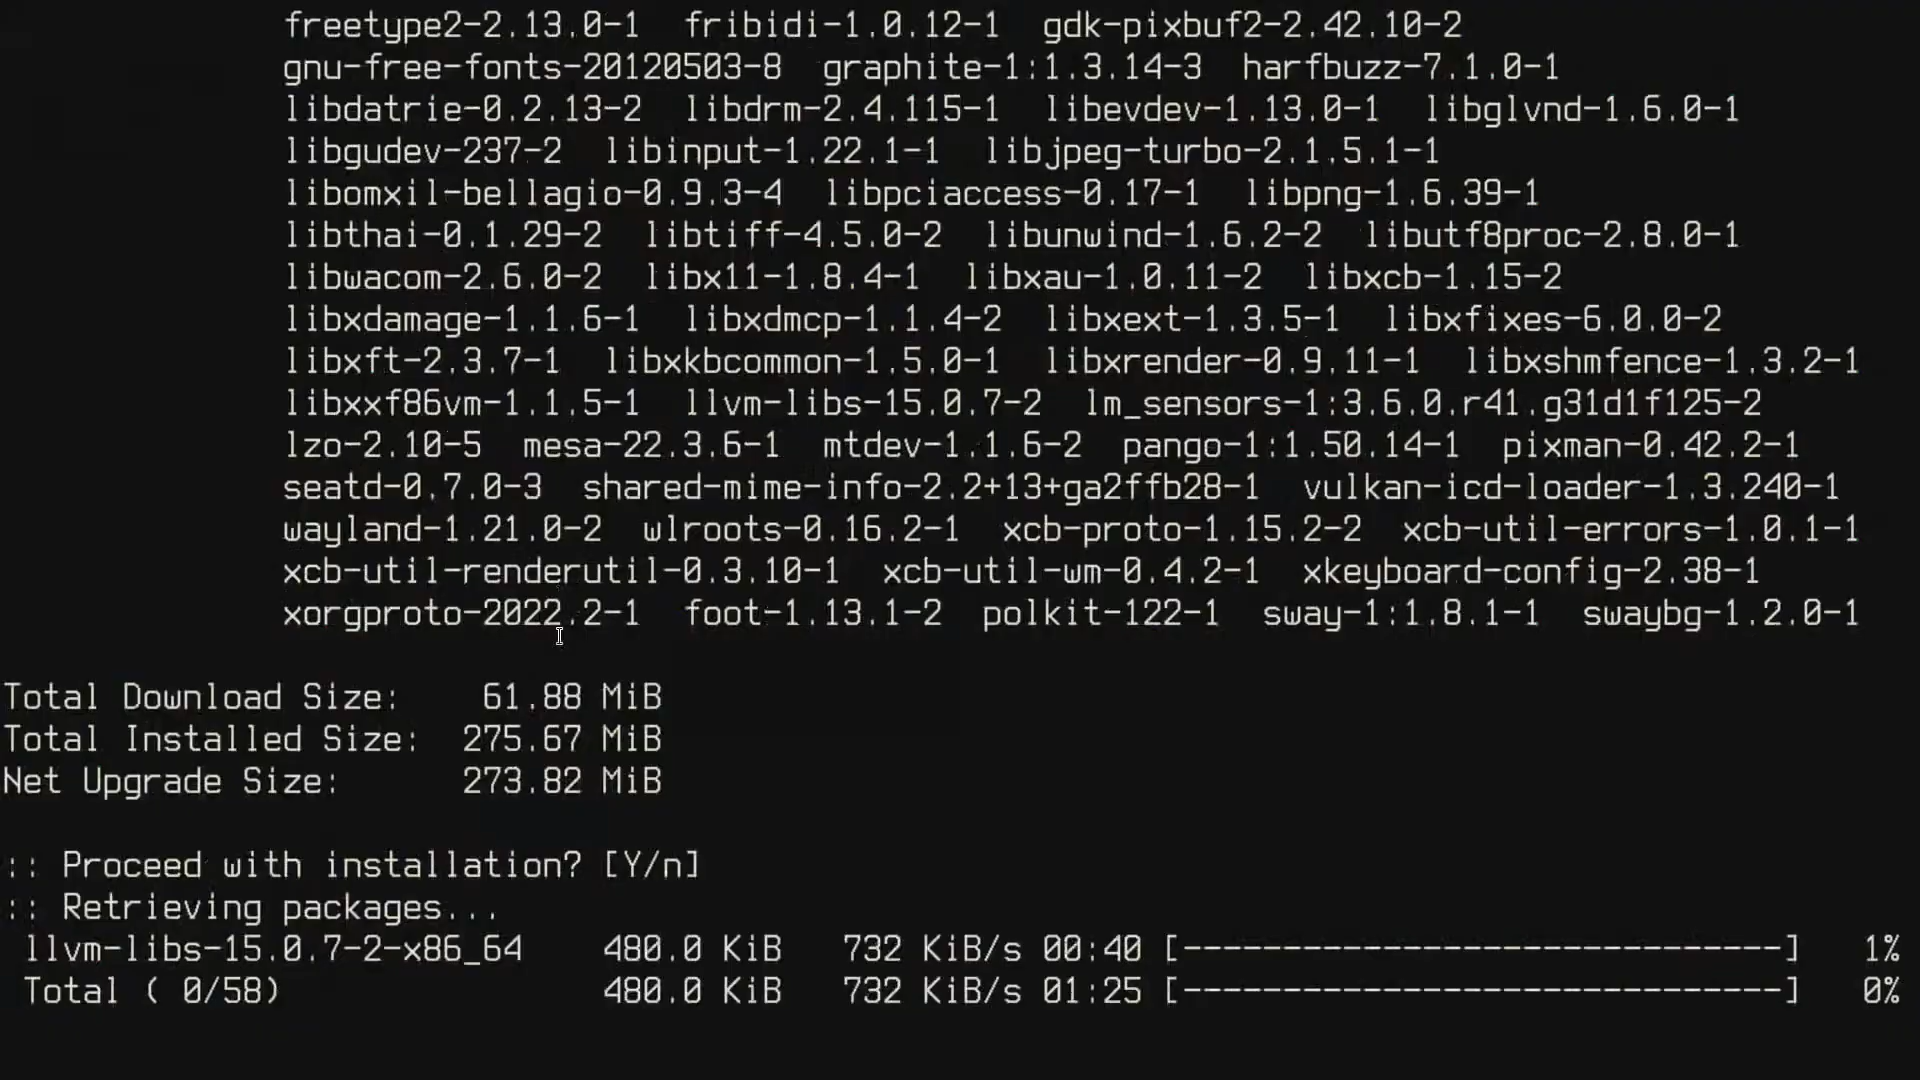 freetype2-2.13.0-1  fribidi-1.0.12-1  gdk-pixbuf2-2.42.10-2
gnu-free-fonts-20120503-8  graphite-1:1.3.14-3  harfbuzz-7.1.0-1
libdatrie-0.2.13-2  libdrm-2.4.115-1  libevdev-1.13.0-1  libglvnd-1.6.0-1
libgudev-237-2  libinput-1.22.1-1  libjpeg-turbo-2.1.5.1-1
libomxil-bellagio-0.9.3-4  libpciaccess-0.17-1  libpng-1.6.39-1
libthai-0.1.29-2  libtiff-4.5.0-2  libunwind-1.6.2-2  libutf8proc-2.8.0-1
libwacom-2.6.0-2  libx11-1.8.4-1  libxau-1.0.11-2  libxcb-1.15-2
libxdamage-1.1.6-1  libxdmcp-1.1.4-2  libxext-1.3.5-1  libxfixes-6.0.0-2
libxft-2.3.7-1  libxkbcommon-1.5.0-1  libxrender-0.9.11-1  libxshmfence-1.3.2-1
libxxf86vm-1.1.5-1  llvm-libs-15.0.7-2  lm_sensors-1:3.6.0.r41.g31d1f125-2
lzo-2.10-5  mesa-22.3.6-1  mtdev-1.1.6-2  pango-1:1.50.14-1  pixman-0.42.2-1
seatd-0.7.0-3  shared-mime-info-2.2+13+ga2ffb28-1  vulkan-icd-loader-1.3.240-1
wayland-1.21.0-2  wlroots-0.16.2-1  xcb-proto-1.15.2-2  xcb-util-errors-1.0.1-1
xcb-util-renderutil-0.3.10-1  xcb-util-wm-0.4.2-1  xkeyboard-config-2.38-1
xorgproto-2022.2-1  foot-1.13.1-2  polkit-122-1  sway-1:1.8.1-1  swaybg-1.2.0-1
Total Download Size:    61.88 MiB
Total Installed Size:  275.67 MiB
Net Upgrade Size:      273.82 MiB
:: Proceed with installation? [Y/n]
:: Retrieving packages...
llvm-libs-15.0.7-2-x86_64    480.0 KiB   732 KiB/s 00:40 [------------------------------]   1%
Total ( 0/58)                480.0 KiB   732 KiB/s 01:25 [------------------------------]   0%